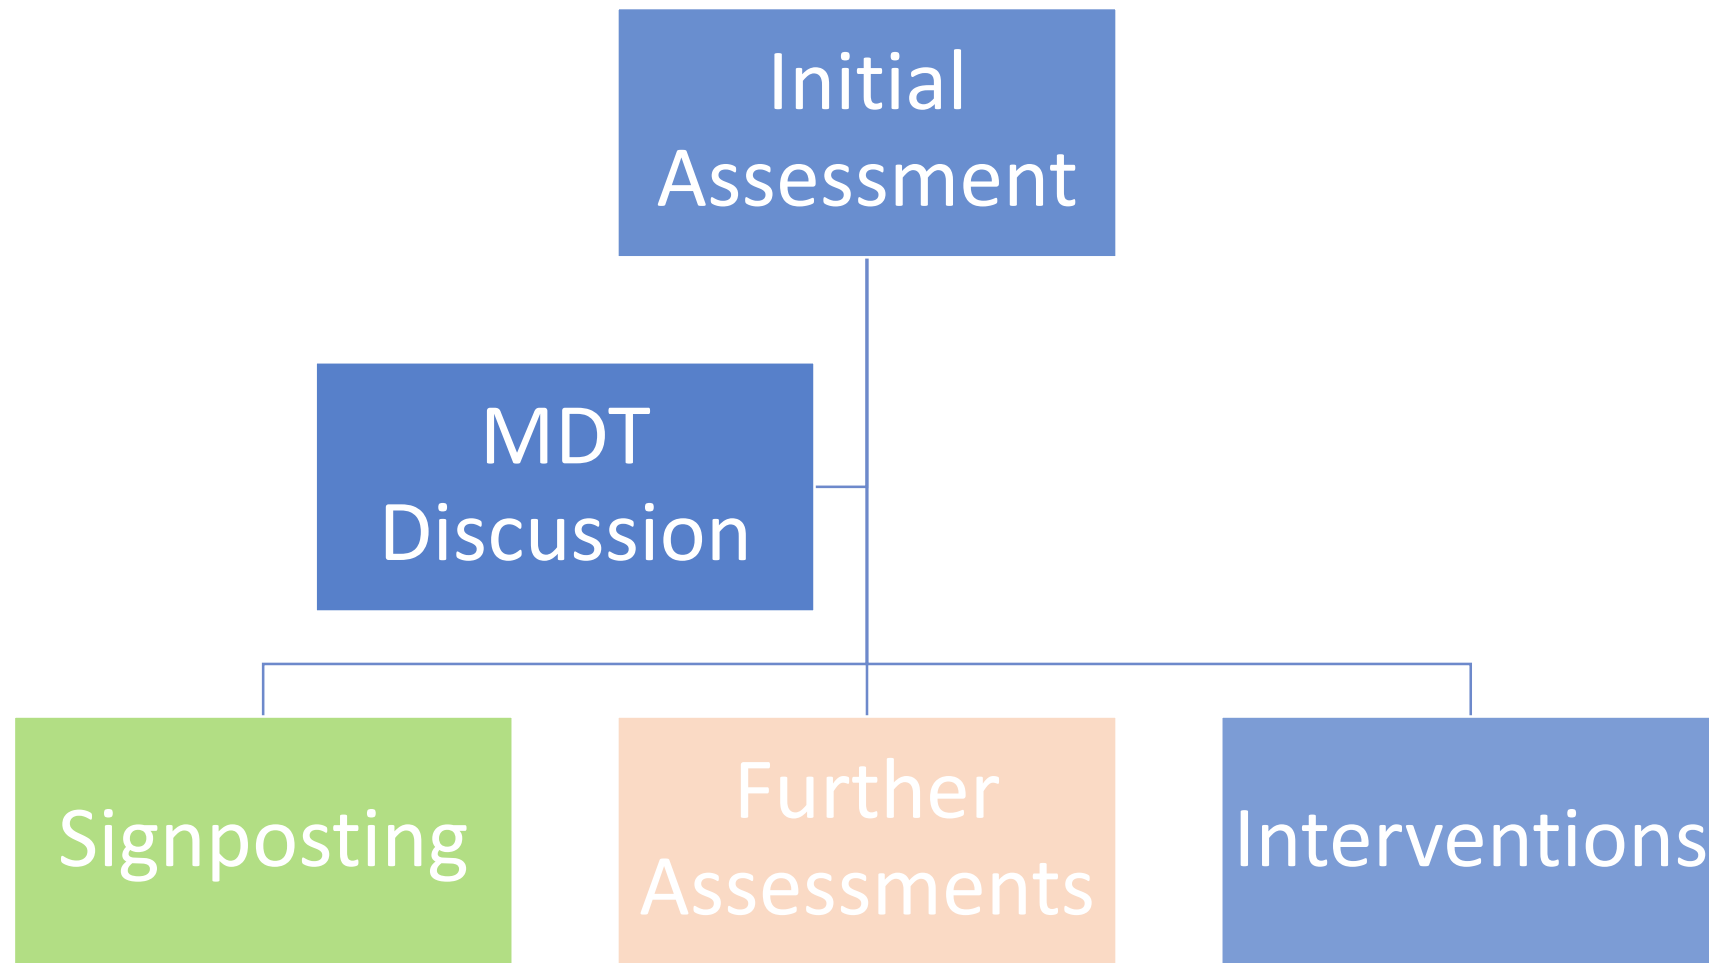 Initial
Assessment
MDT
Discussion
Signposting
Further
Assessments
Interventions